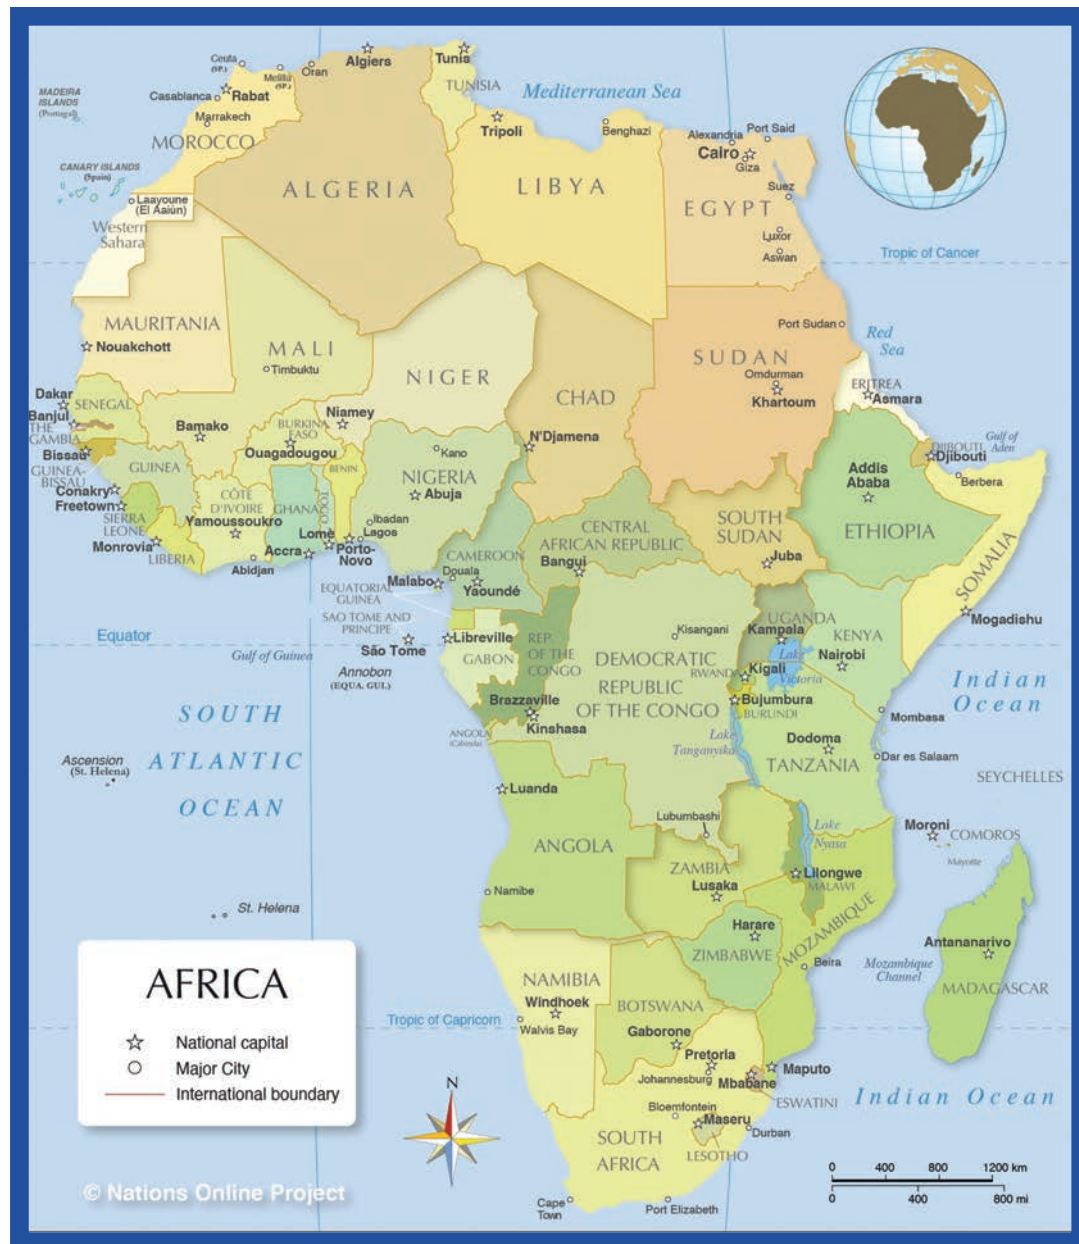 Ceuta
(SP.)
Melilla
(SP.)
Oran
Algiers
Tunis
TUNISIA
Mediterranean Sea
MADEIRA
ISLANDS
(Portugal)
Casablanca
Rabat
Marrakech
MOROCCO
Tripoli
Benghazi
Alexandria
Port Said
Cairo
Giza
Suez
CANARY ISLANDS
(Spain)
Laayoune
(El Aaiún)
Western
Sahara
ALGERIA
LIBYA
EGYPT
Luxor
Aswan
Tropic of Cancer
MAURITANIA
Nouakchott
MALI
Timbuktu
NIGER
CHAD
SUDAN
Port Sudan
Red
Sea
Omdurman
Khartoum
ERITREA
Asmara
Dakar
SENEGAL
Banjul
THE
GAMBIA
Bissau
GUINEA-
BISSAU
Bamako
BURKINA
FASO
Ouagadougou
Niamey
N'Djamena
DJIBOUTI
Djibouti
Gulf of
Aden
Berbera
GUINEA
Conakry
Freetown
SIERRA
LEONE
Monrovia
LIBERIA
CÔTE
D'IVOIRE
Yamoussoukro
Abidjan
GHANA
Accra
TOGO
Lomé
BENIN
Porto-
Novo
NIGERIA
Kano
Abuja
Ibadan
Lagos
Addis
Ababa
ETHIOPIA
SOMALIA
Mogadishu
CENTRAL
AFRICAN REPUBLIC
Bangui
SOUTH
SUDAN
Juba
CAMEROON
Douala
Yaoundé
Malabo
EQUATORIAL
GUINEA
SAO TOME AND
PRINCIPE
São Tome
Equator
Gulf of Guinea
Annobon
(EQUA. GUI.)
Libreville
GABON
REP.
OF THE
CONGO
Brazzaville
Kinshasa
ANGOLA
(Cabinda)
DEMOCRATIC
REPUBLIC
OF THE CONGO
Kisangani
UGANDA
Kampala
KENYA
Nairobi
Lake
Victoria
RWANDA
Kigali
Bujumbura
BURUNDI
Indian
Ocean
Mombasa
Lake
Tanganyika
Dodoma
TANZANIA
Dar es Salaam
SEYCHELLES
SOUTH
ATLANTIC
OCEAN
Ascension
(St. Helena)
St. Helena
Luanda
ANGOLA
Namibe
Lubumbashi
ZAMBIA
Lusaka
Lake
Nyasa
Lilongwe
MALAWI
Moroni
COMOROS
Mayotte
Harare
ZIMBABWE
MOZAMBIQUE
Beira
Mozambique
Channel
Antananarivo
MADAGASCAR
NAMIBIA
Windhoek
Walvis Bay
Tropic of Capricorn
BOTSWANA
Gaborone
Pretoria
Johannesburg
Mbabane
Maputo
ESWATINI
Indian Ocean
Bloemfontein
Maseru
Durban
LESOTHO
SOUTH
AFRICA
Cape
Town
Port Elizabeth
AFRICA
National capital
Major City
International boundary
N
0 400 800 1200 km
0 400 800 mi
© Nations Online Project